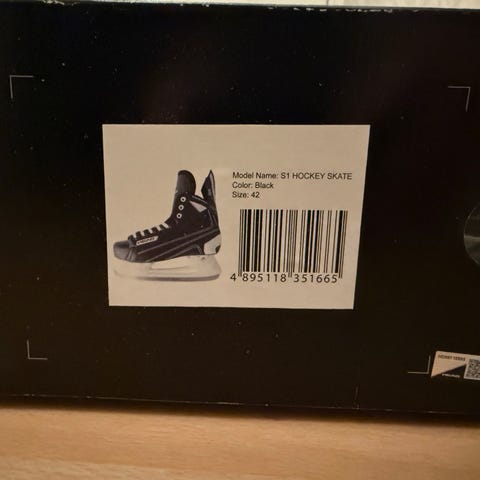 Model Name: S1 HOCKEY SKATE
Color: Black
Size: 42
4 895118 351665